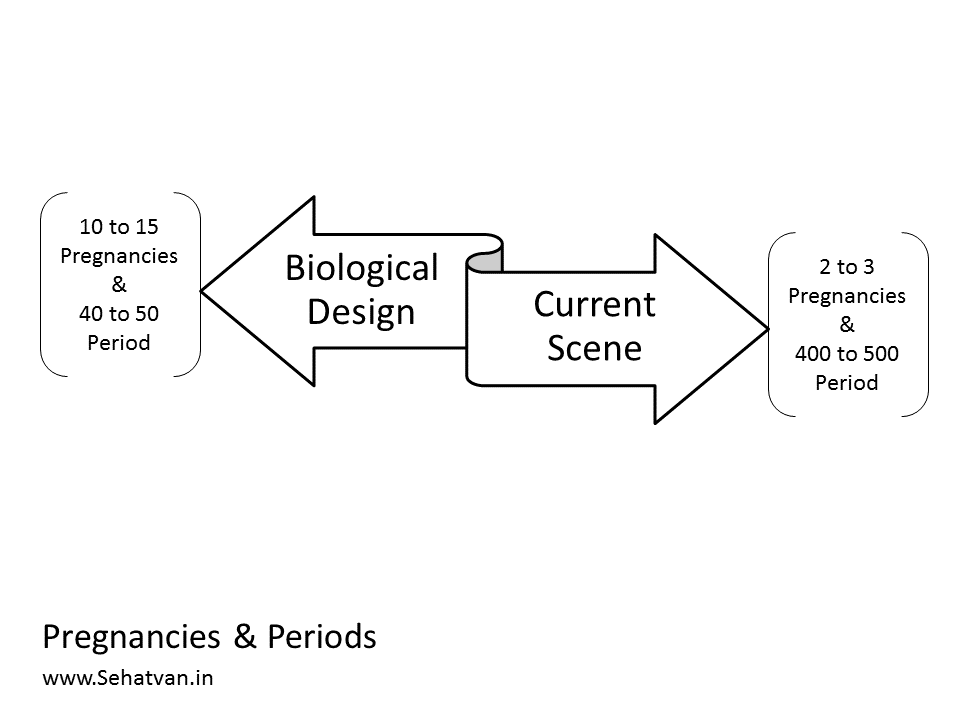 10 to 15
Pregnancies
&
40 to 50
Period
Biological
Design
Current
Scene
2 to 3
Pregnancies
&
400 to 500
Period
Pregnancies & Periods
www.Sehatvan.in